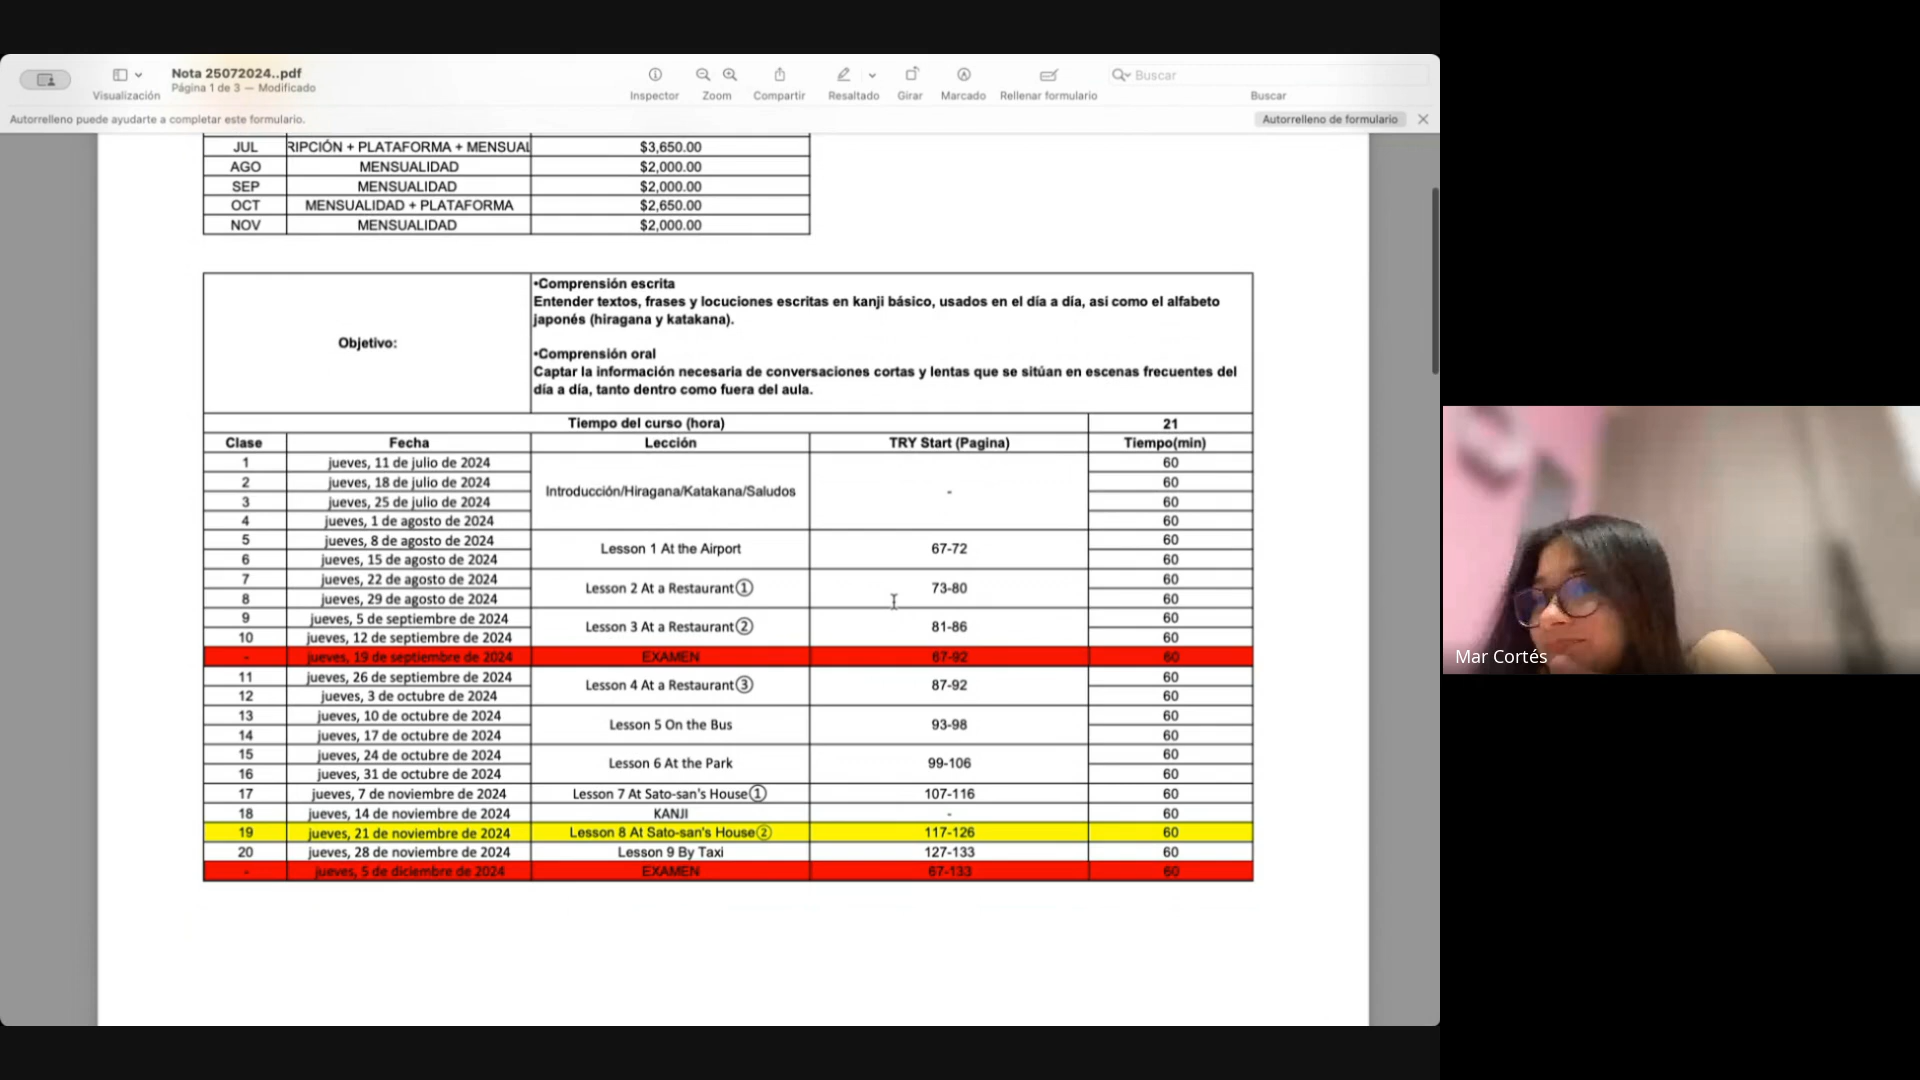 Nota 25072024..pdf
Página 1 de 3 — Modificado
Visualización
Inspector
Zoom
Compartir
Resaltado
Girar
Marcado
Rellenar formulario
Buscar
Buscar
Autorrelleno puede ayudarte a completar este formulario.
Autorrelleno de formulario
JUL RIPCIÓN + PLATAFORMA + MENSUAL $3,650.00
AGO MENSUALIDAD $2,000.00
SEP MENSUALIDAD $2,000.00
OCT MENSUALIDAD + PLATAFORMA $2,650.00
NOV MENSUALIDAD $2,000.00
Objetivo:
•Comprensión escrita
Entender textos, frases y locuciones escritas en kanji básico, usados en el día a día, asi como el alfabeto
japonés (hiragana y katakana).
•Comprensión oral
Captar la información necesaria de conversaciones cortas y lentas que se sitúan en escenas frecuentes del
día a día, tanto dentro como fuera del aula.
Tiempo del curso (hora) 21
Clase Fecha Lección TRY Start (Pagina) Tiempo(min)
1 jueves, 11 de julio de 2024 60
2 jueves, 18 de julio de 2024 60
Introducción/Hiragana/Katakana/Saludos -
3 jueves, 25 de julio de 2024 60
4 jueves, 1 de agosto de 2024 60
5 jueves, 8 de agosto de 2024 60
Lesson 1 At the Airport 67-72
6 jueves, 15 de agosto de 2024 60
7 jueves, 22 de agosto de 2024 60
Lesson 2 At a Restaurant① 73-80
8 jueves, 29 de agosto de 2024 60
9 jueves, 5 de septiembre de 2024 60
Lesson 3 At a Restaurant② 81-86
10 jueves, 12 de septiembre de 2024 60
- jueves, 19 de septiembre de 2024 EXAMEN 67-92 60
11 jueves, 26 de septiembre de 2024 60
Lesson 4 At a Restaurant③ 87-92
12 jueves, 3 de octubre de 2024 60
13 jueves, 10 de octubre de 2024 60
Lesson 5 On the Bus 93-98
14 jueves, 17 de octubre de 2024 60
15 jueves, 24 de octubre de 2024 60
Lesson 6 At the Park 99-106
16 jueves, 31 de octubre de 2024 60
17 jueves, 7 de noviembre de 2024 Lesson 7 At Sato-san's House① 107-116 60
18 jueves, 14 de noviembre de 2024 KANJI - 60
19 jueves, 21 de noviembre de 2024 Lesson 8 At Sato-san's House② 117-126 60
20 jueves, 28 de noviembre de 2024 Lesson 9 By Taxi 127-133 60
- jueves, 5 de diciembre de 2024 EXAMEN 67-133 60
Mar Cortés